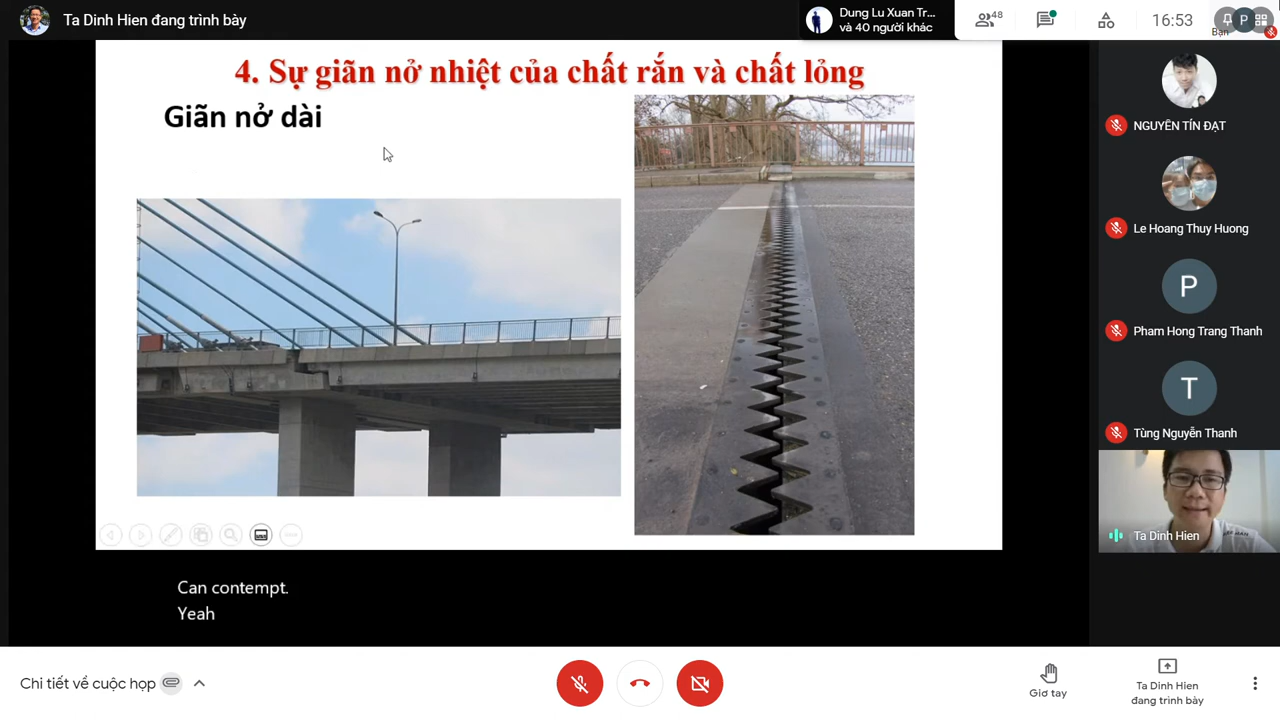 Ta Dinh Hien đang trình bày
Dung Lu Xuan Tr...
và 40 người khác
48
16:53
P
Bạn
4. Sự giãn nở nhiệt của chất rắn và chất lỏng
Giãn nở dài
NGUYÊN TÍN ĐẠT
Le Hoang Thuy Huong
P
Pham Hong Trang Thanh
T
Tùng Nguyễn Thanh
Ta Dinh Hien
Can contempt.
Yeah
Chi tiết về cuộc họp
Giơ tay
Ta Dinh Hien
đang trình bày